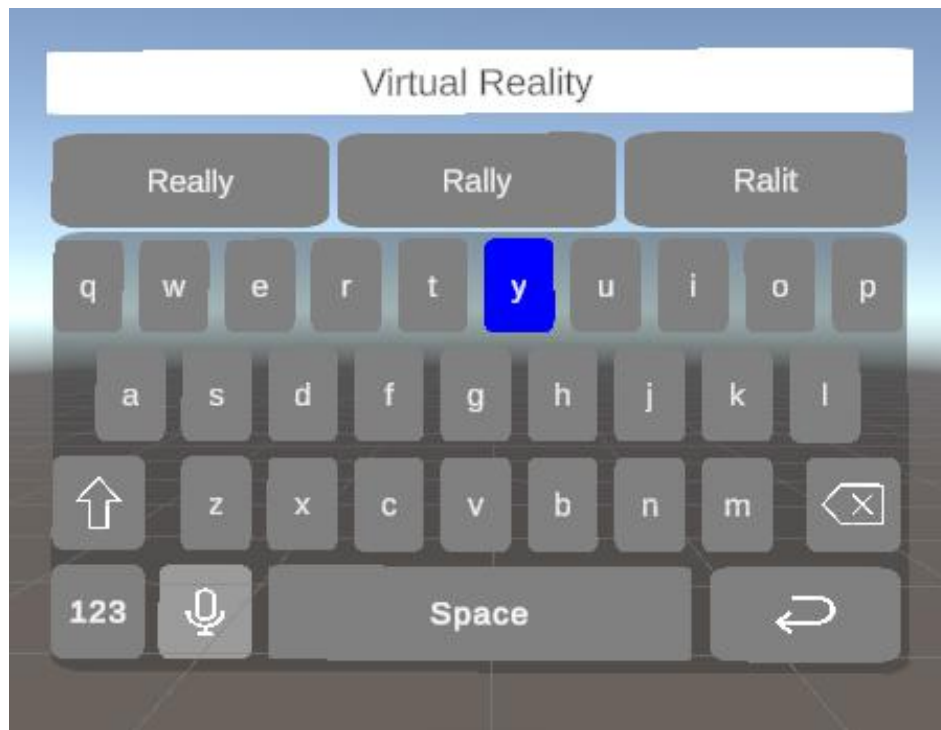 Virtual Reality
Really Rally Ralit
q w e r t y u i o p
a s d f g h j k l
z x c v b n m
123 Space